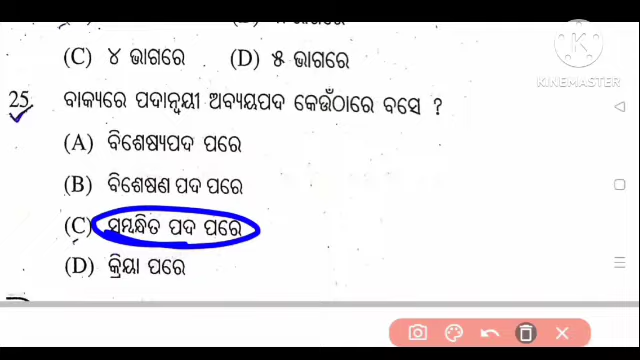 (C) ୪ ଭାଗରେ (D) ୫ ଭାଗରେ
25. ବାକ୍ୟରେ ପଦାନ୍ୱୟୀ ଅବ୍ୟୟପଦ କେଉଁଠାରେ ବସେ ?
(A) ବିଶେଷ୍ୟପଦ ପରେ
(B) ବିଶେଷଣ ପଦ ପରେ
(C) ସମ୍ବନ୍ଧିତ ପଦ ପରେ
(D) କ୍ରିୟା ପରେ
KINEMASTER